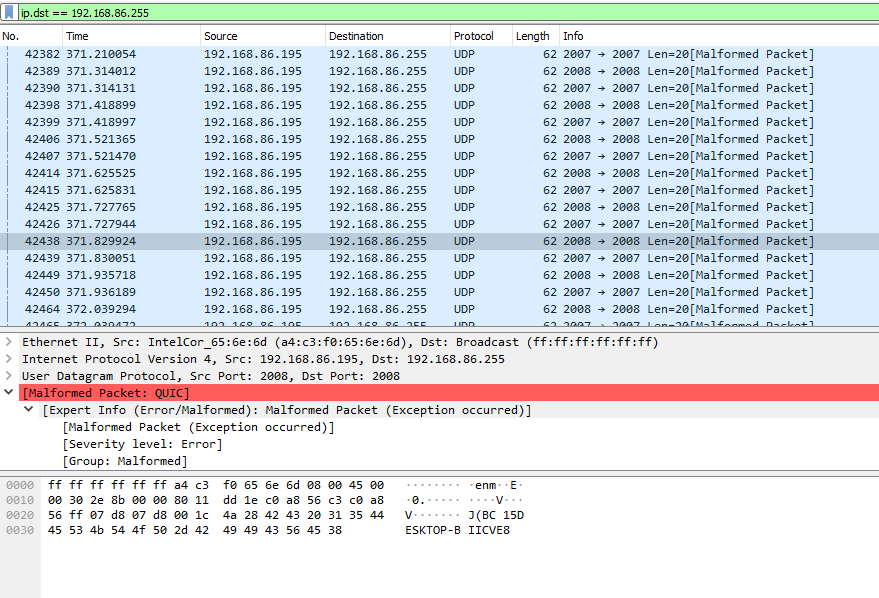 ip.dst == 192.168.86.255
No. Time Source Destination Protocol Length Info
42382 371.210054 192.168.86.195 192.168.86.255 UDP 62 2007 → 2007 Len=20[Malformed Packet]
42389 371.314012 192.168.86.195 192.168.86.255 UDP 62 2008 → 2008 Len=20[Malformed Packet]
42390 371.314131 192.168.86.195 192.168.86.255 UDP 62 2007 → 2007 Len=20[Malformed Packet]
42398 371.418899 192.168.86.195 192.168.86.255 UDP 62 2008 → 2008 Len=20[Malformed Packet]
42399 371.418997 192.168.86.195 192.168.86.255 UDP 62 2007 → 2007 Len=20[Malformed Packet]
42406 371.521365 192.168.86.195 192.168.86.255 UDP 62 2008 → 2008 Len=20[Malformed Packet]
42407 371.521470 192.168.86.195 192.168.86.255 UDP 62 2007 → 2007 Len=20[Malformed Packet]
42414 371.625525 192.168.86.195 192.168.86.255 UDP 62 2008 → 2008 Len=20[Malformed Packet]
42415 371.625831 192.168.86.195 192.168.86.255 UDP 62 2007 → 2007 Len=20[Malformed Packet]
42425 371.727765 192.168.86.195 192.168.86.255 UDP 62 2008 → 2008 Len=20[Malformed Packet]
42426 371.727944 192.168.86.195 192.168.86.255 UDP 62 2007 → 2007 Len=20[Malformed Packet]
42438 371.829924 192.168.86.195 192.168.86.255 UDP 62 2008 → 2008 Len=20[Malformed Packet]
42439 371.830051 192.168.86.195 192.168.86.255 UDP 62 2007 → 2007 Len=20[Malformed Packet]
42449 371.935718 192.168.86.195 192.168.86.255 UDP 62 2008 → 2008 Len=20[Malformed Packet]
42450 371.936189 192.168.86.195 192.168.86.255 UDP 62 2007 → 2007 Len=20[Malformed Packet]
42464 372.039294 192.168.86.195 192.168.86.255 UDP 62 2008 → 2008 Len=20[Malformed Packet]
42465 372.039472 192.168.86.195 192.168.86.255 UDP 62 2007 → 2007 Len=20[Malformed Packet]
Ethernet II, Src: IntelCor_65:6e:6d (a4:c3:f0:65:6e:6d), Dst: Broadcast (ff:ff:ff:ff:ff:ff)
Internet Protocol Version 4, Src: 192.168.86.195, Dst: 192.168.86.255
User Datagram Protocol, Src Port: 2008, Dst Port: 2008
[Malformed Packet: QUIC]
[Expert Info (Error/Malformed): Malformed Packet (Exception occurred)]
[Malformed Packet (Exception occurred)]
[Severity level: Error]
[Group: Malformed]
0000 ff ff ff ff ff ff a4 c3 f0 65 6e 6d 08 00 45 00 ········ ·enm··E·
0010 00 30 2e 8b 00 00 80 11 dd 1e c0 a8 56 c3 c0 a8 ·0.····· ····V···
0020 56 ff 07 d8 07 d8 00 1c 4a 28 42 43 20 31 35 44 V······· J(BC 15D
0030 45 53 4b 54 4f 50 2d 42 49 49 43 56 45 38 ESKTOP-B IICVE8